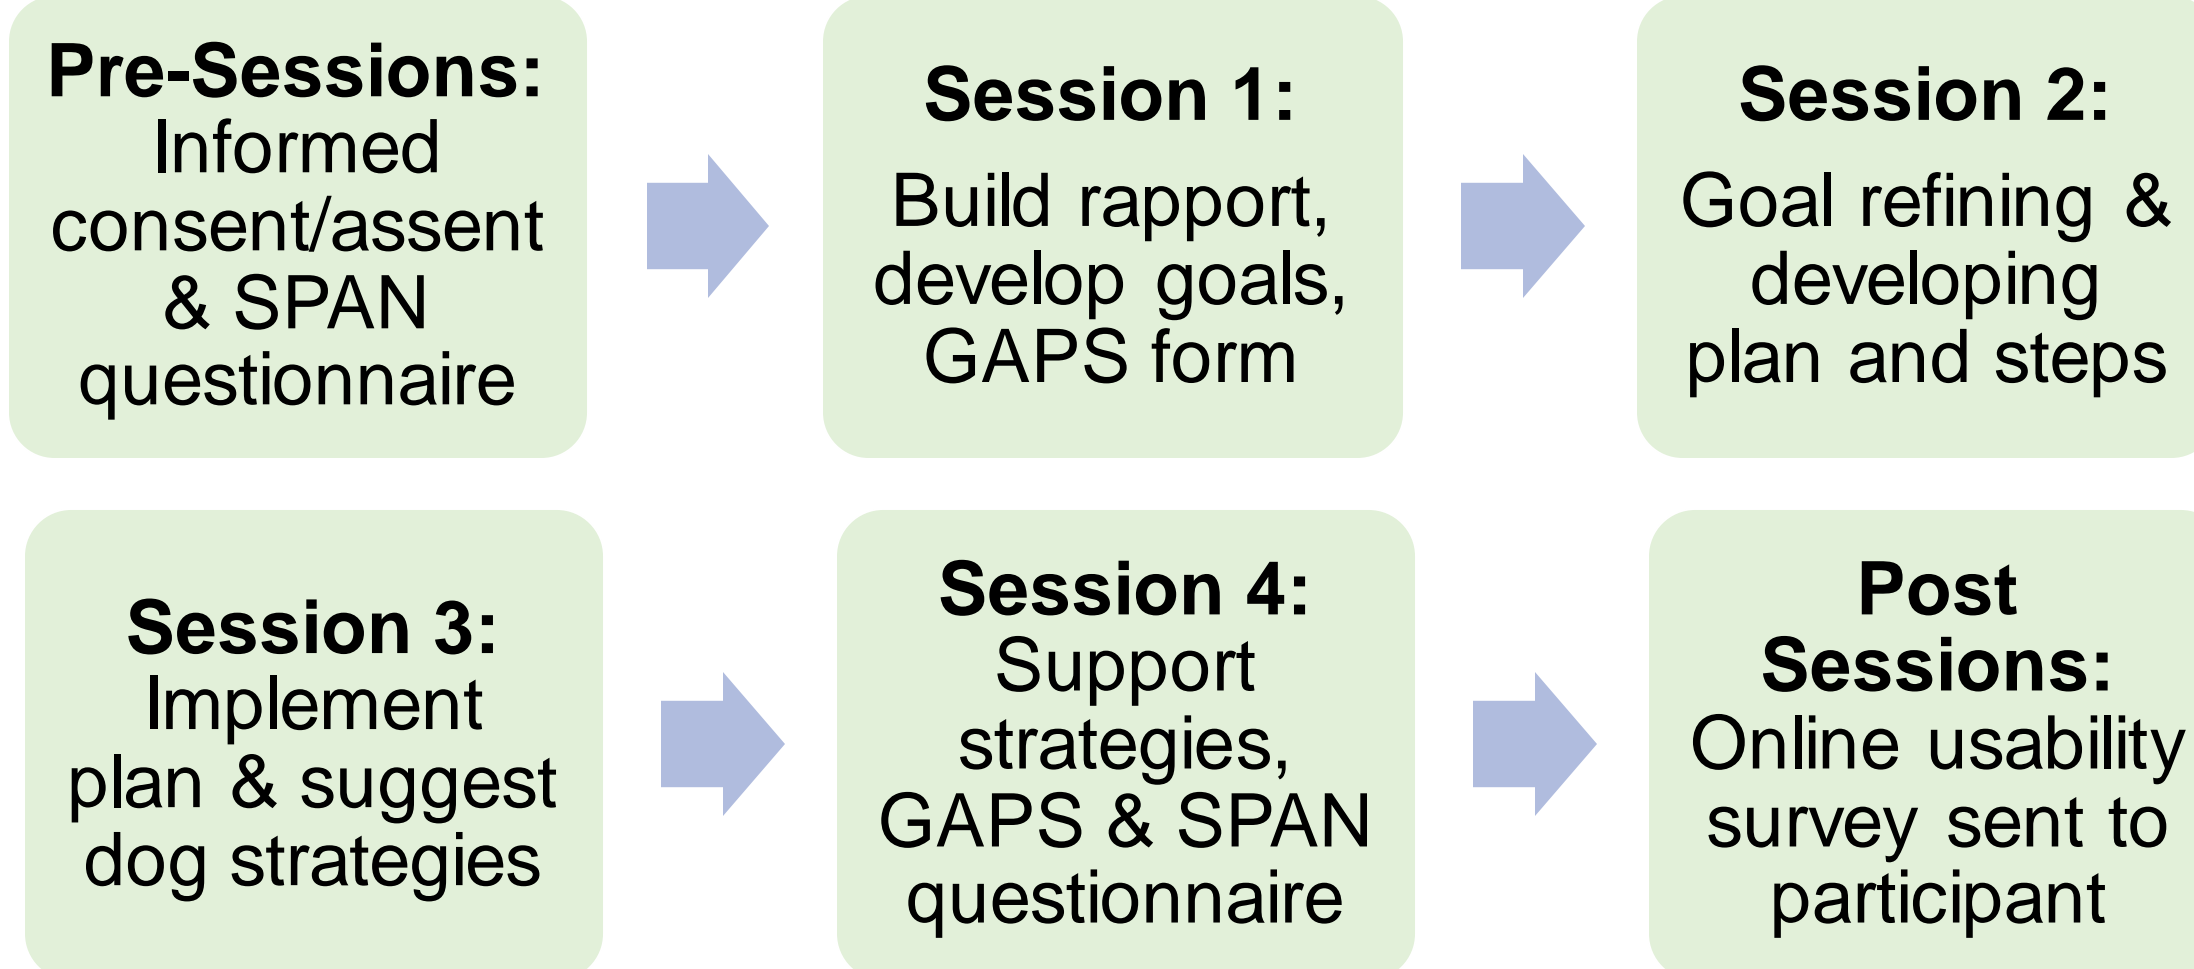 Pre-Sessions:
Informed
consent/assent
& SPAN
questionnaire
Session 1:
Build rapport,
develop goals,
GAPS form
Session 2:
Goal refining &
developing
plan and steps
Session 3:
Implement
plan & suggest
dog strategies
Session 4:
Support
strategies,
GAPS & SPAN
questionnaire
Post
Sessions:
Online usability
survey sent to
participant